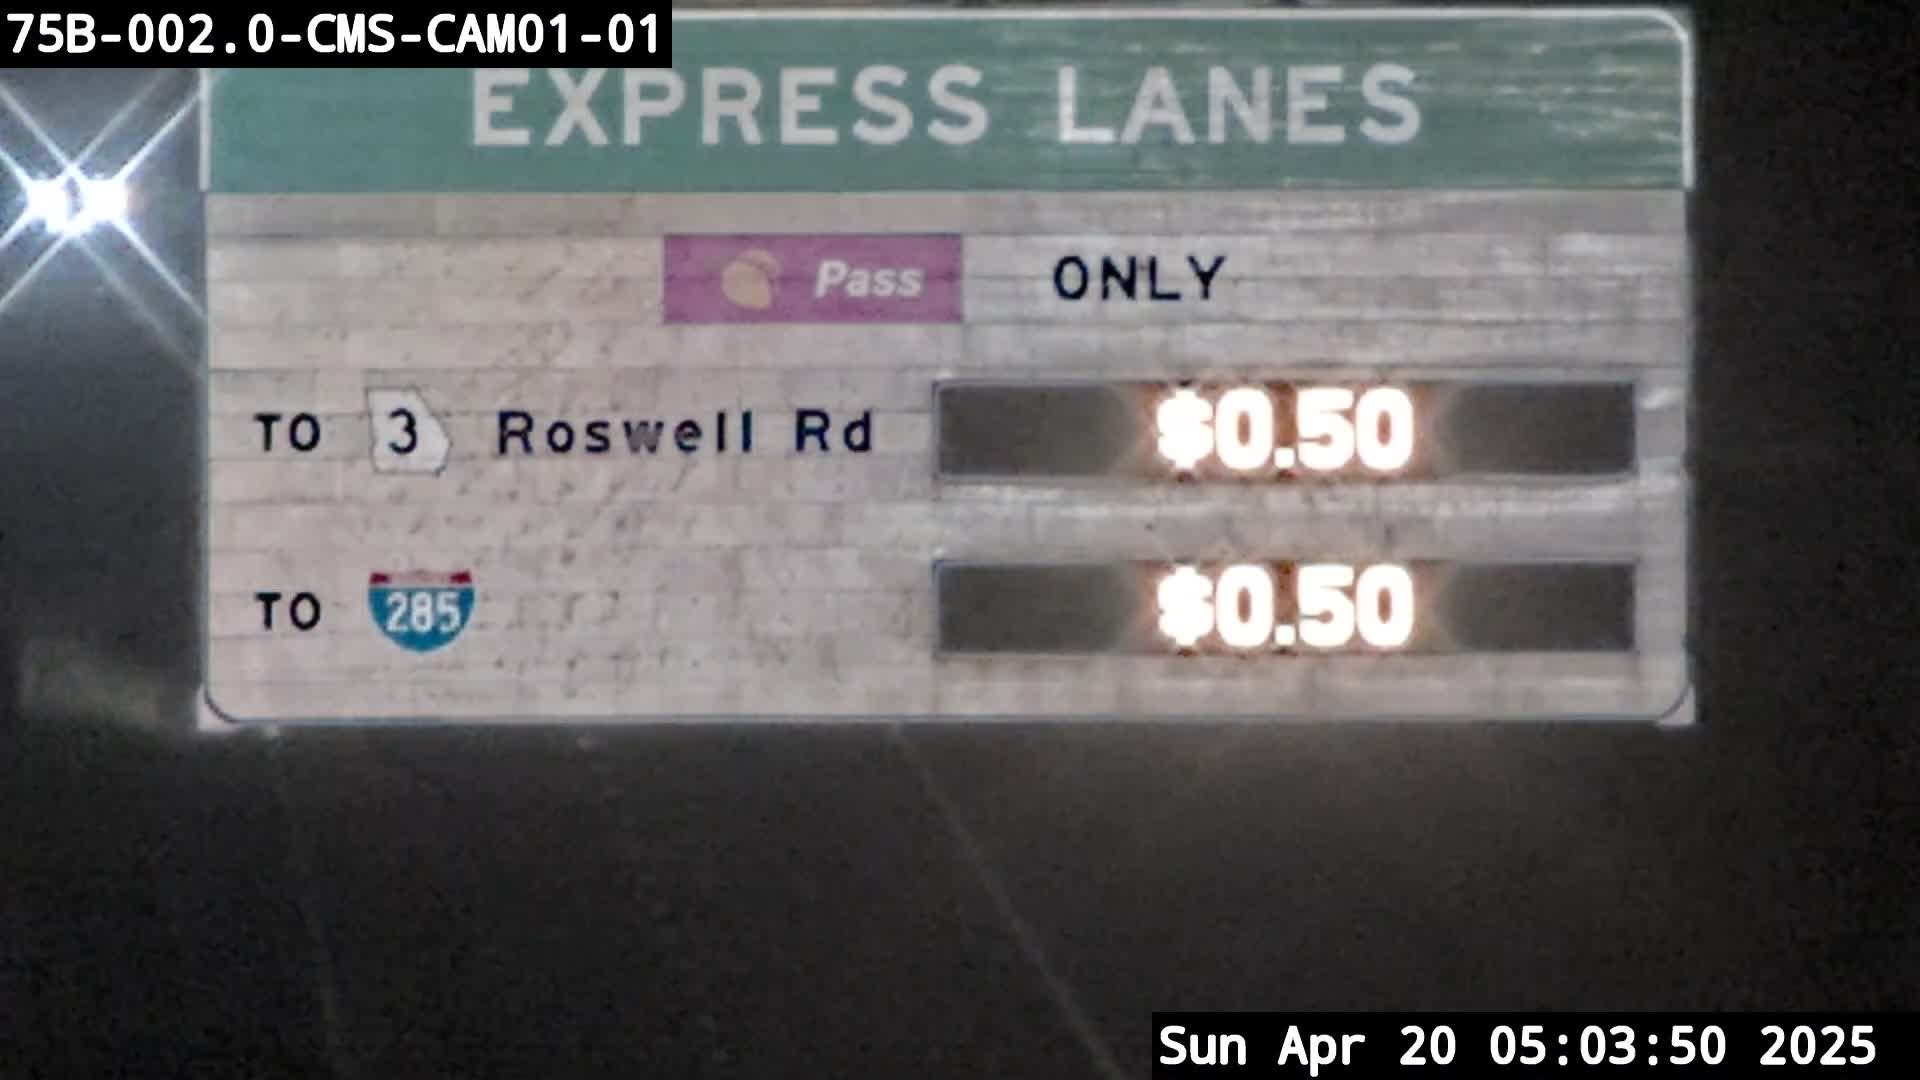 75B-002.0-CMS-CAM01-01
EXPRESS LANES
Pass ONLY
TO 3 Roswell Rd $0.50
TO 285 $0.50
Sun Apr 20 05:03:50 2025